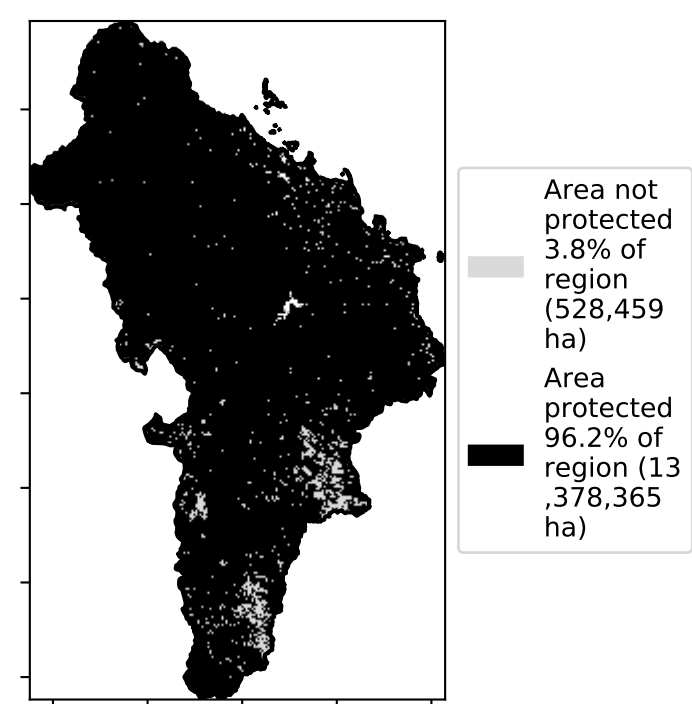 Area not
protected
3.8% of
region
(528,459
ha)
Area
protected
96.2% of
region (13
,378,365
ha)